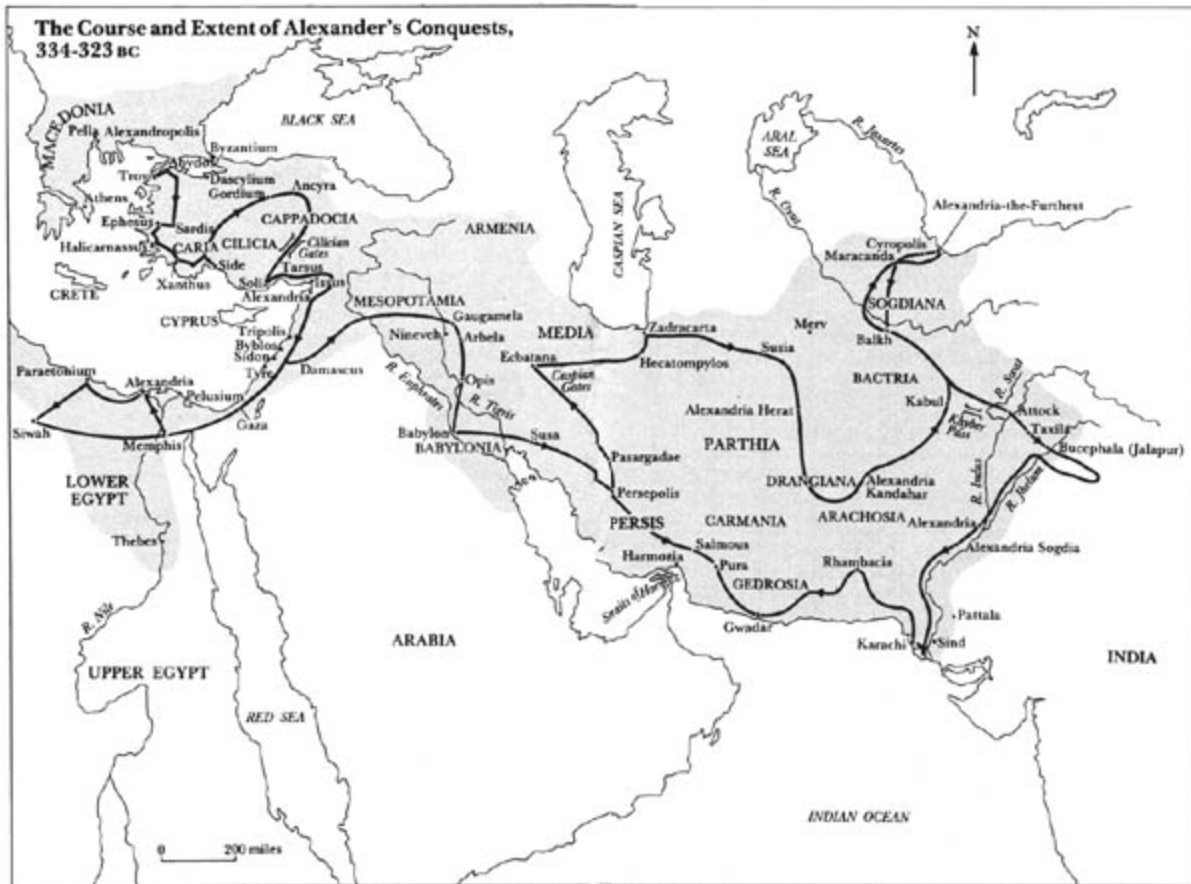 The Course and Extent of Alexander's Conquests,
334-323 BC
N
MACEDONIA
Pella
Alexandropolis
Byzantium
BLACK SEA
ARAL
SEA
R. Jaxartes
Abydos
Troy
Dascylium
Gordium
Ancyra
Athens
CASPIAN SEA
R. Oxus
Alexandria-the-Furthest
Ephesus
Sardis
CAPPADOCIA
ARMENIA
Halicarnassus
CARIA
CILICIA
Cilician
Gates
Cyropolis
Maracanda
Side
Tarsus
Xanthus
Solis
Issus
SOGDIANA
CRETE
Alexandria
MESOPOTAMIA
CYPRUS
Gaugamela
MEDIA
Zadracarta
Merv
Tripolis
Nineveh
Arbela
Susia
Balkh
Byblos
Sidon
Ecbatana
Hecatompylos
Tyre
Damascus
Caspian
Gates
BACTRIA
R. Swat
Paraetonium
Alexandria
Pelusium
R. Euphrates
Opis
R. Tigris
Kabul
Khyber
Pass
Attock
Alexandria Herat
Taxila
Gaza
Siwah
Memphis
Babylon
BABYLONIA
Susa
PARTHIA
Bucephala (Jalapur)
Pasargadae
R. Indus
R. Jhelum
LOWER
EGYPT
DRANGIANA
Alexandria
Kandahar
Persepolis
PERSIS
CARMANIA
ARACHOSIA
Alexandria
Thebes
Salmous
Alexandria Sogdia
Harmozia
Pura
Rhambacia
GEDROSIA
Straits of Hormuz
R. Nile
Gwadar
Pattala
ARABIA
Karachi
Sind
INDIA
UPPER EGYPT
RED SEA
INDIAN OCEAN
0
200 miles